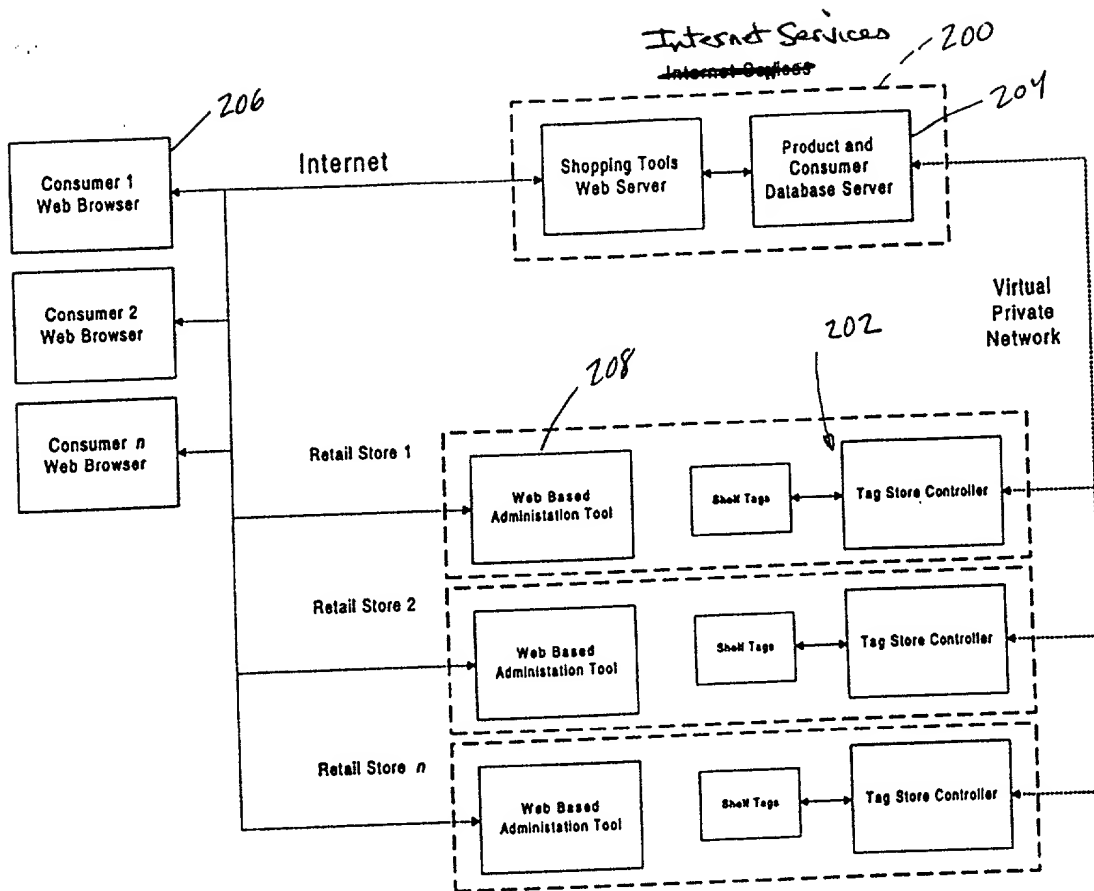 Internet Services
200
206
204
Internet
Consumer 1
Web Browser
Shopping Tools
Web Server
Product and
Consumer
Database Server
Consumer 2
Web Browser
Virtual
Private
Network
202
208
Consumer n
Web Browser
Retail Store 1
Web Based
Administation Tool
Shelf Tags
Tag Store Controller
Retail Store 2
Web Based
Administation Tool
Shelf Tags
Tag Store Controller
Retail Store n
Web Based
Administation Tool
Shelf Tags
Tag Store Controller